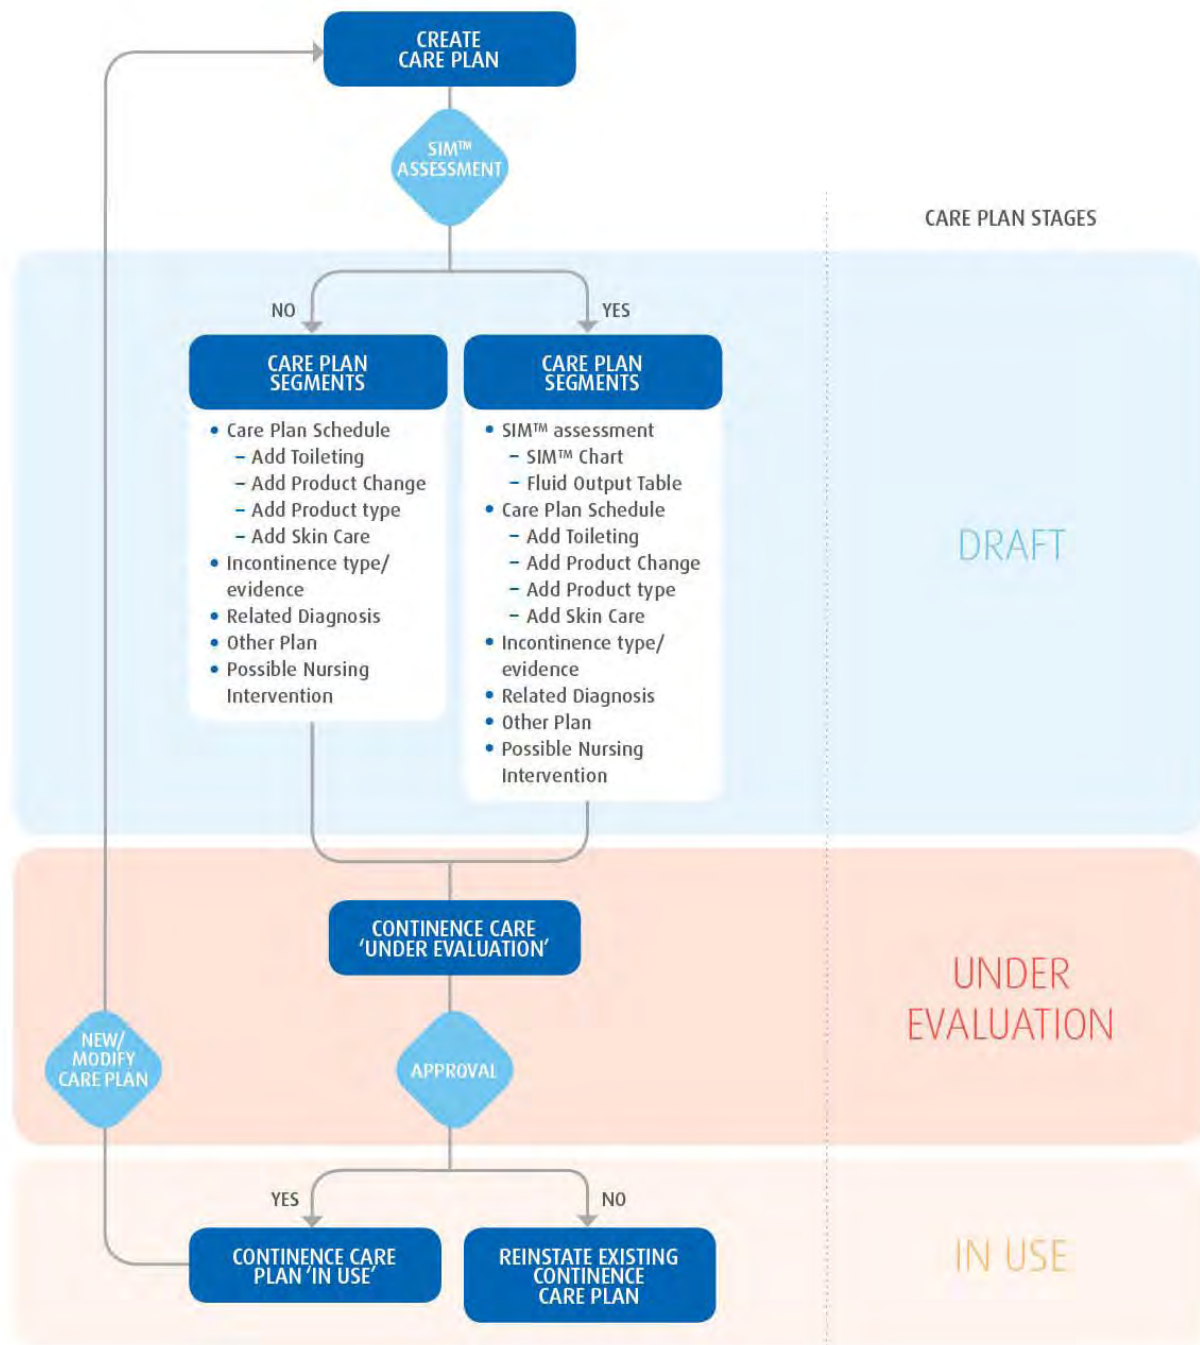 CREATE
CARE PLAN
SIM™
ASSESSMENT
CARE PLAN STAGES
NO
YES
CARE PLAN
SEGMENTS
• Care Plan Schedule
– Add Toileting
– Add Product Change
– Add Product type
– Add Skin Care
• Incontinence type/
evidence
• Related Diagnosis
• Other Plan
• Possible Nursing
Intervention
CARE PLAN
SEGMENTS
• SIM™ assessment
– SIM™ Chart
– Fluid Output Table
• Care Plan Schedule
– Add Toileting
– Add Product Change
– Add Product type
– Add Skin Care
• Incontinence type/
evidence
• Related Diagnosis
• Other Plan
• Possible Nursing
Intervention
DRAFT
CONTINENCE CARE
‘UNDER EVALUATION’
UNDER
EVALUATION
NEW/
MODIFY
CARE PLAN
APPROVAL
YES
NO
CONTINENCE CARE
PLAN ‘IN USE’
REINSTATE EXISTING
CONTINENCE
CARE PLAN
IN USE